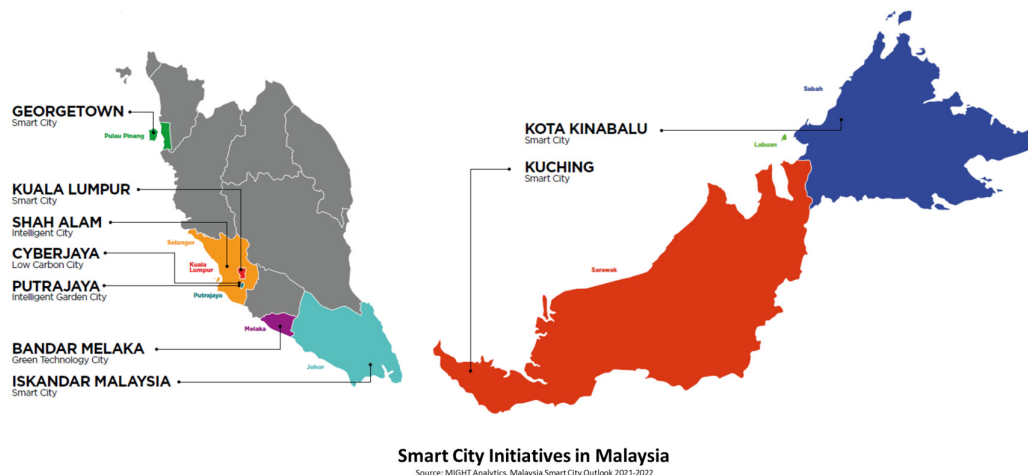 GEORGETOWN
Smart City
Pulau Pinang
KUALA LUMPUR
Smart City
SHAH ALAM
Intelligent City
Selangor
CYBERJAYA
Low Carbon City
Kuala
Lumpur
PUTRAJAYA
Intelligent Garden City
Putrajaya
Melaka
BANDAR MELAKA
Green Technology City
Johor
ISKANDAR MALAYSIA
Smart City
Sabah
KOTA KINABALU
Smart City
Labuan
KUCHING
Smart City
Sarawak
Smart City Initiatives in Malaysia
Source: MIGHT Analytics, Malaysia Smart City Outlook 2021-2022